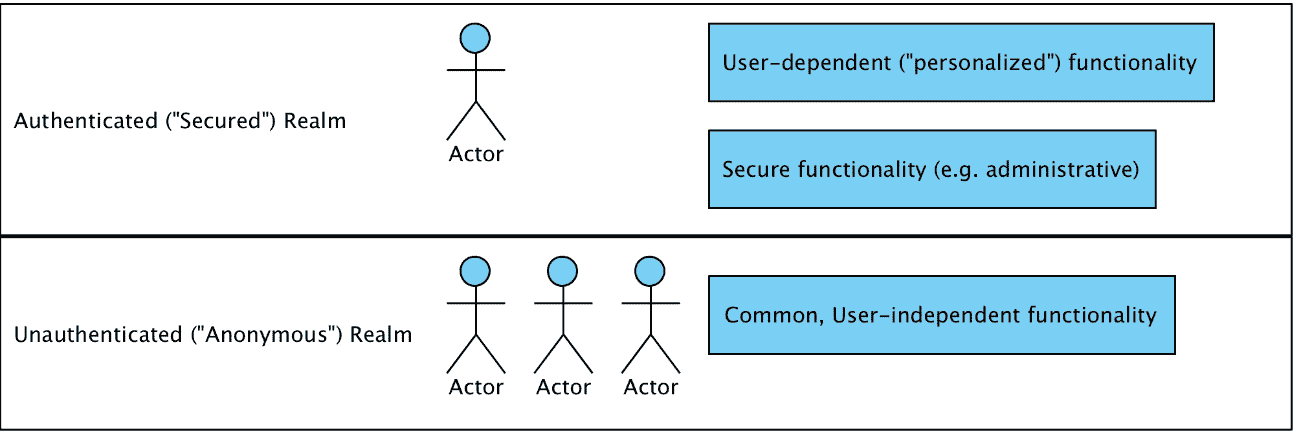 Authenticated ("Secured") Realm
Actor
User-dependent ("personalized") functionality
Secure functionality (e.g. administrative)
Unauthenticated ("Anonymous") Realm
Actor Actor Actor
Common, User-independent functionality